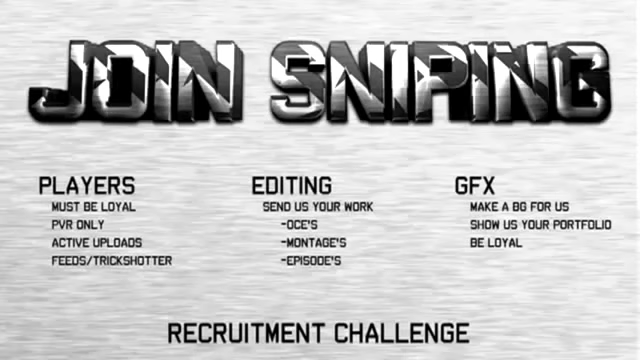 JOIN SNIPING
PLAYERS
MUST BE LOYAL
PVR ONLY
ACTIVE UPLOADS
FEEDS/TRICKSHOTTER
EDITING
SEND US YOUR WORK
-OCE'S
-MONTAGE'S
-EPISODE'S
GFX
MAKE A BG FOR US
SHOW US YOUR PORTFOLIO
BE LOYAL
RECRUITMENT CHALLENGE